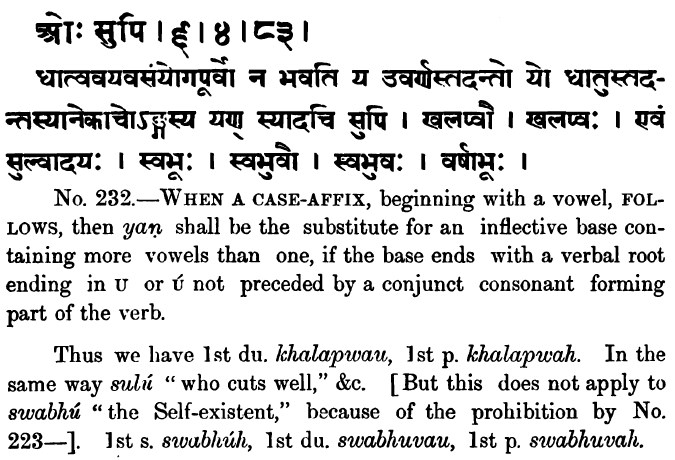 ओः सुपि । ६ । ४ । ८३ ।
धात्ववयवसंयोगपूर्वो न भवति य उवर्णस्तदन्तो यो धातुस्तद-
न्तस्यानेकाचोऽङ्गस्य यण् स्यादचि सुपि । खलप्वौ । खलप्वः । एवं
सुल्वादयः । स्वभूः । स्वभुवौ । स्वभुवः । वर्षाभूः ।
No. 232.—WHEN A CASE-AFFIX, beginning with a vowel, FOL-
LOWS, then yaṇ shall be the substitute for an inflective base con-
taining more vowels than one, if the base ends with a verbal root
ending in U or ú not preceded by a conjunct consonant forming
part of the verb.
Thus we have 1st du. khalapwau, 1st p. khalapwah. In the
same way sulú “who cuts well,” &c. [But this does not apply to
swabhú “the Self-existent,” because of the prohibition by No.
223—]. 1st s. swabhúh, 1st du. swabhuvau, 1st p. swabhuvah.